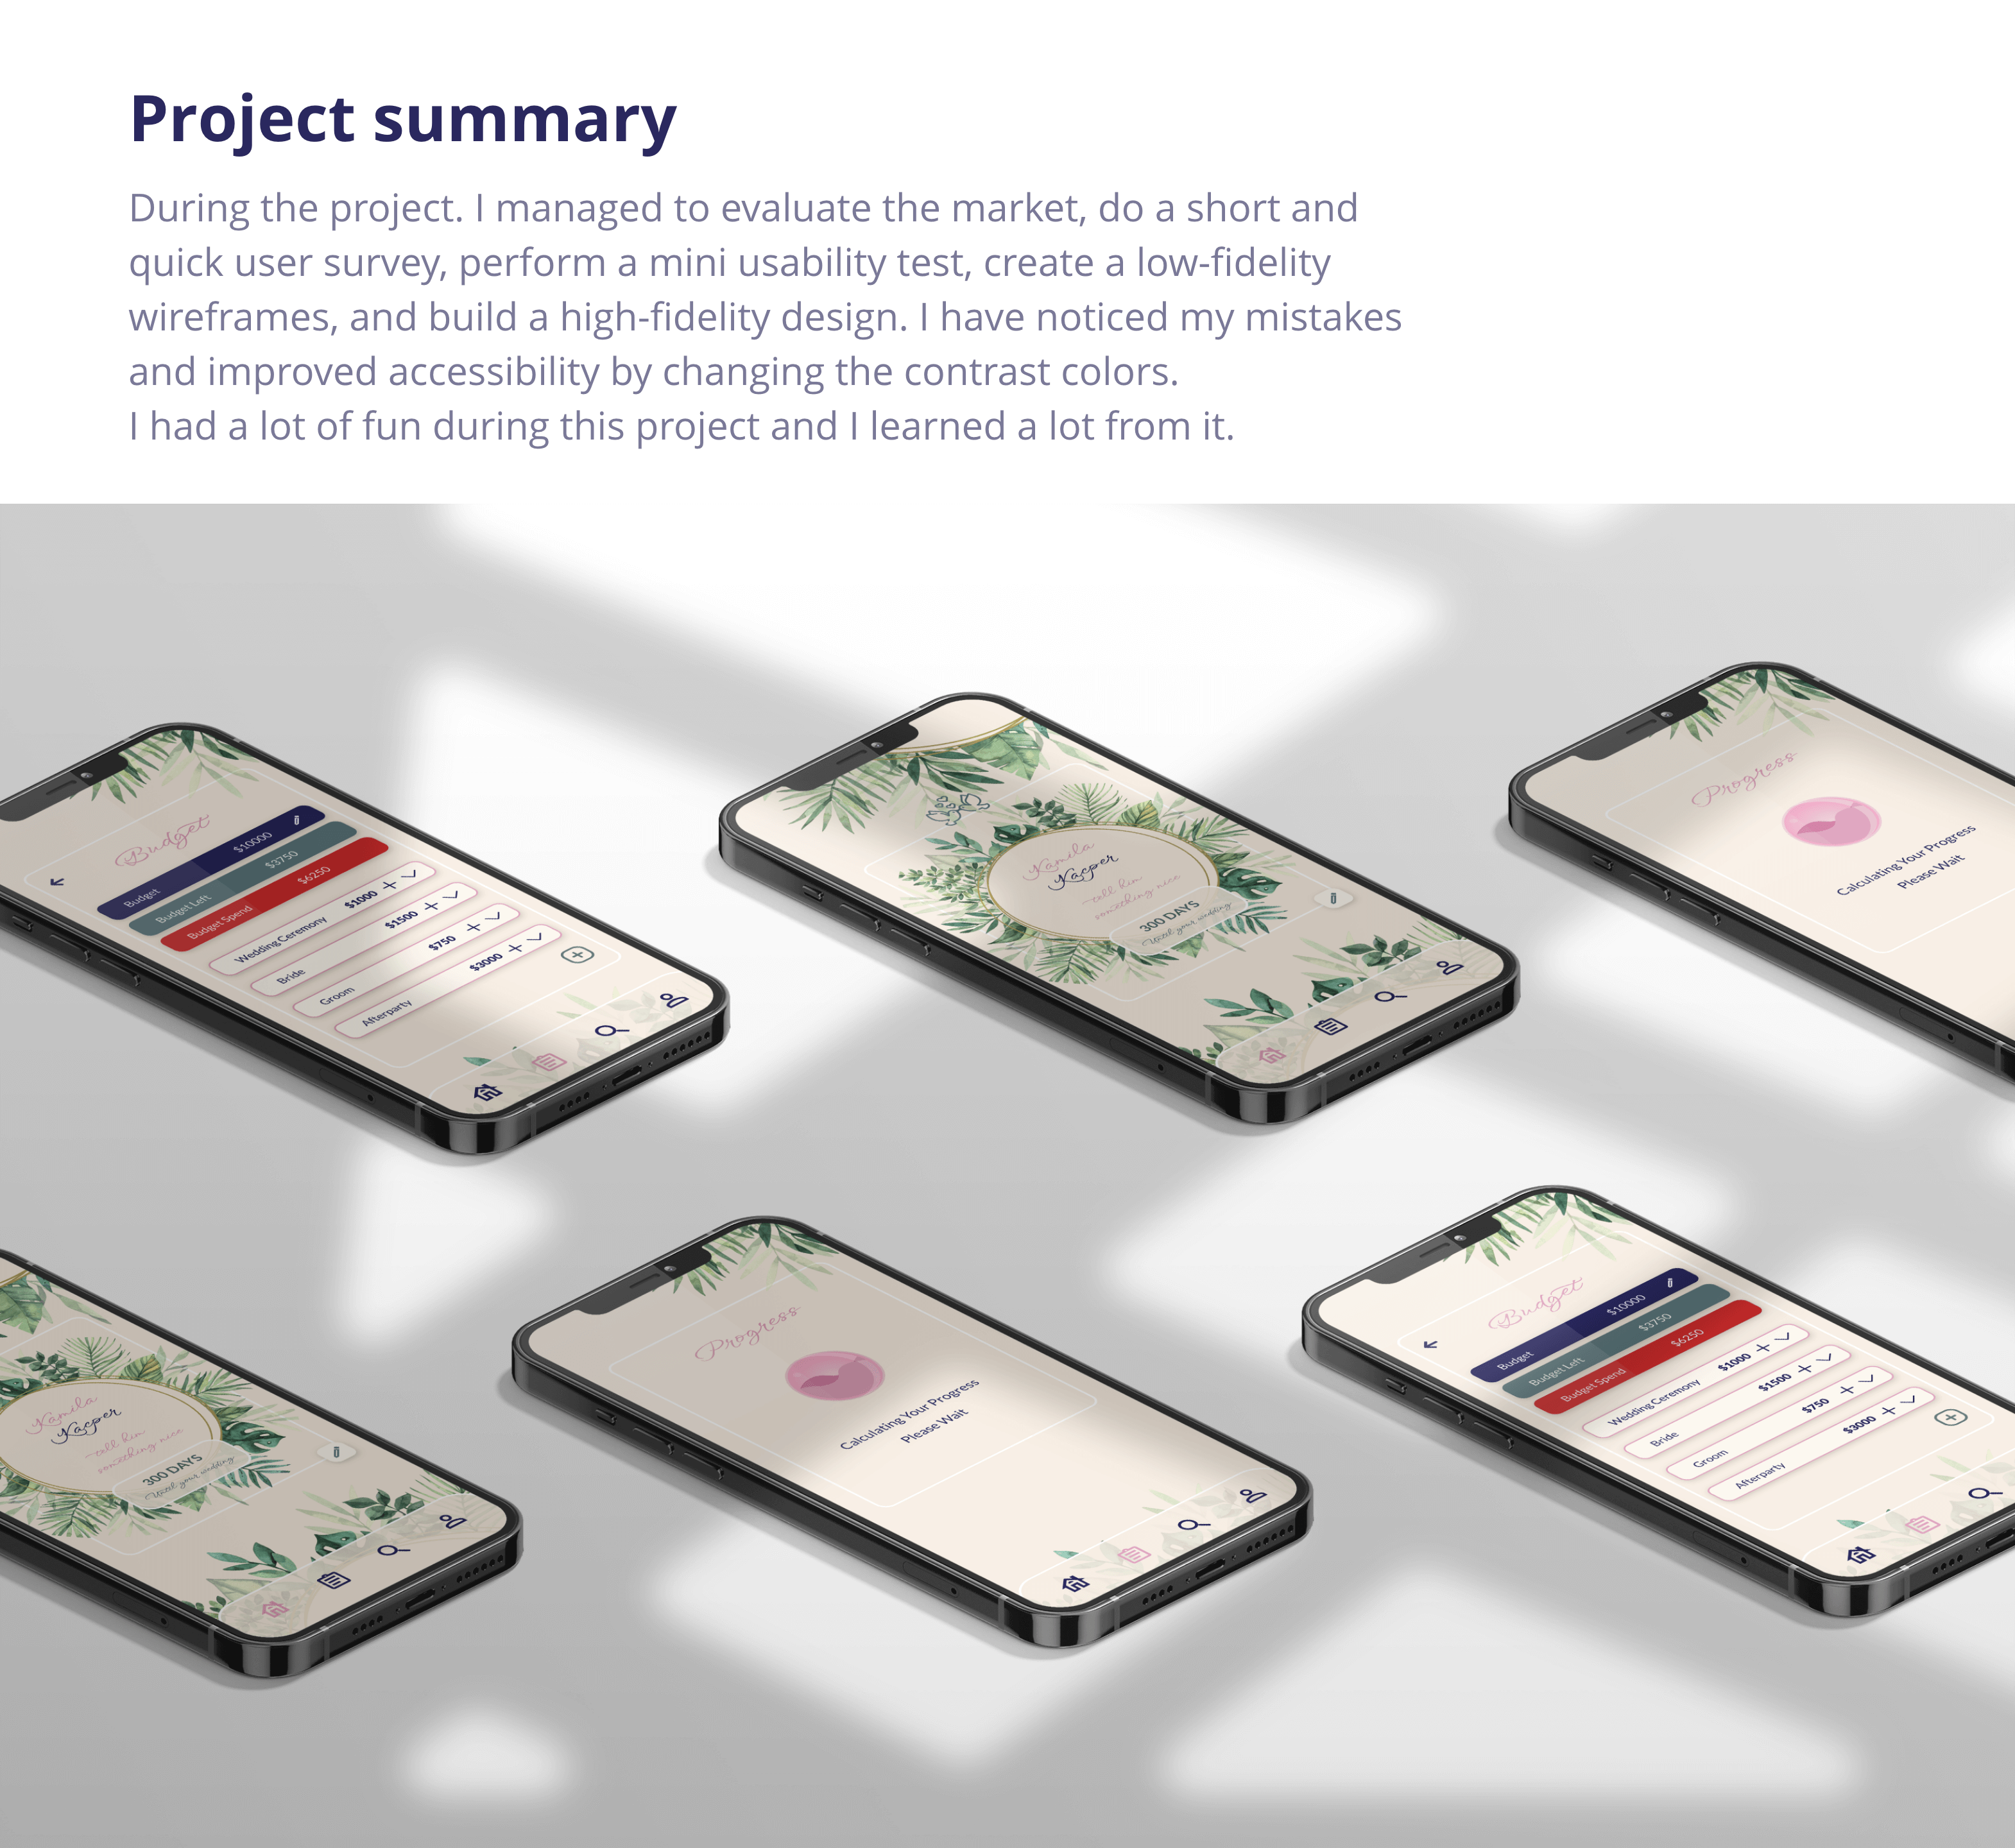 Project summary
During the project. I managed to evaluate the market, do a short and
quick user survey, perform a mini usability test, create a low-fidelity
wireframes, and build a high-fidelity design. I have noticed my mistakes
and improved accessibility by changing the contrast colors.
I had a lot of fun during this project and I learned a lot from it.
Budget
Budget $10000
Budget Left $3750
Budget Spend $6250
Wedding Ceremony $1000
Bride $1500
Groom $750
Afterparty $3000
Kamila
Kacper
tell him
something nice
300 DAYS
Until your wedding
Progress
Calculating Your Progress
Please Wait
Kamila
Kacper
tell him
something nice
300 DAYS
Until your wedding
Progress
Calculating Your Progress
Please Wait
Budget
Budget $10000
Budget Left $3750
Budget Spend $6250
Wedding Ceremony $1000
Bride $1500
Groom $750
Afterparty $3000